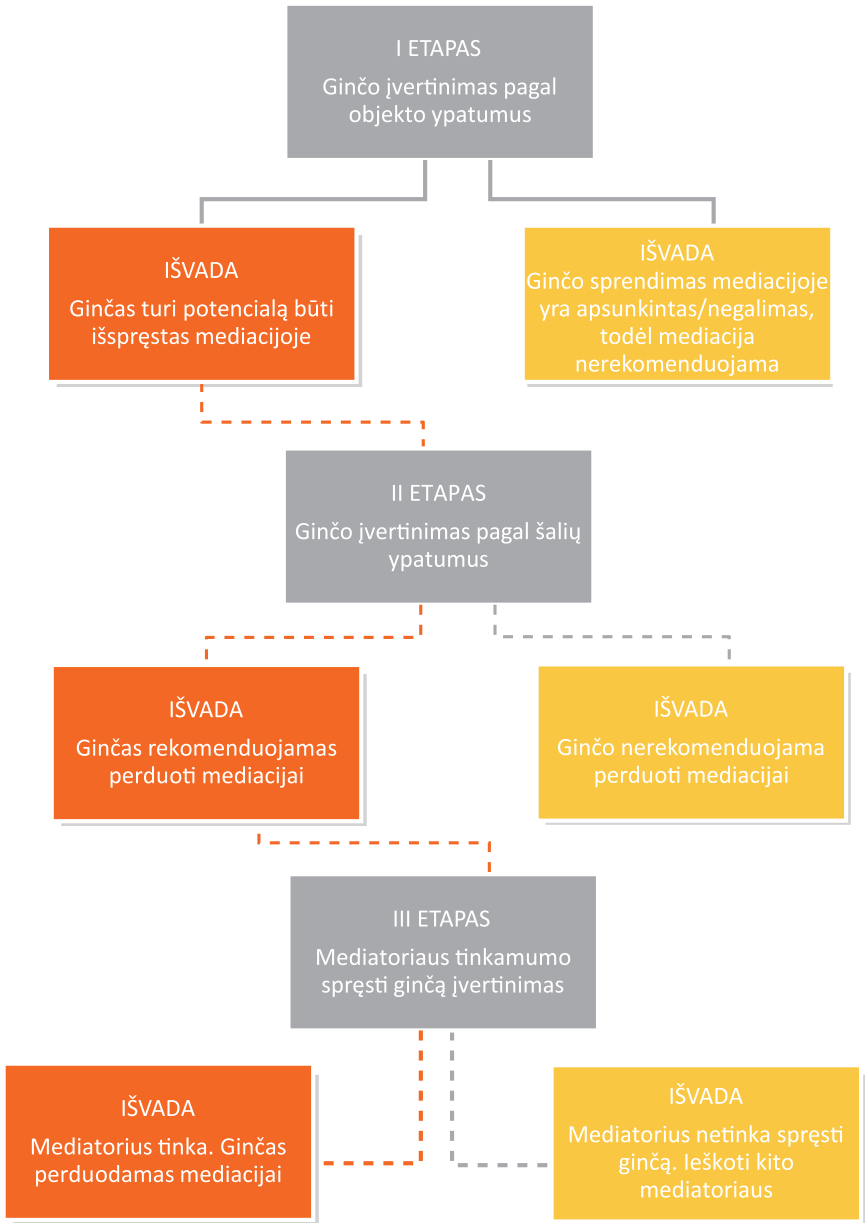 I ETAPAS
Ginčo įvertinimas pagal
objekto ypatumus
IŠVADA
Ginčas turi potencialą būti
išspręstas mediacijoje
IŠVADA
Ginčo sprendimas mediacijoje
yra apsunkintas/negalimas,
todėl mediacija
nerekomenduojama
II ETAPAS
Ginčo įvertinimas pagal šalių
ypatumus
IŠVADA
Ginčas rekomenduojamas
perduoti mediacijai
IŠVADA
Ginčo nerekomenduojama
perduoti mediacijai
III ETAPAS
Mediatoriaus tinkamumo
spręsti ginčą įvertinimas
IŠVADA
Mediatorius tinka. Ginčas
perduodamas mediacijai
IŠVADA
Mediatorius netinka spręsti
ginčą. Ieškoti kito
mediatoriaus